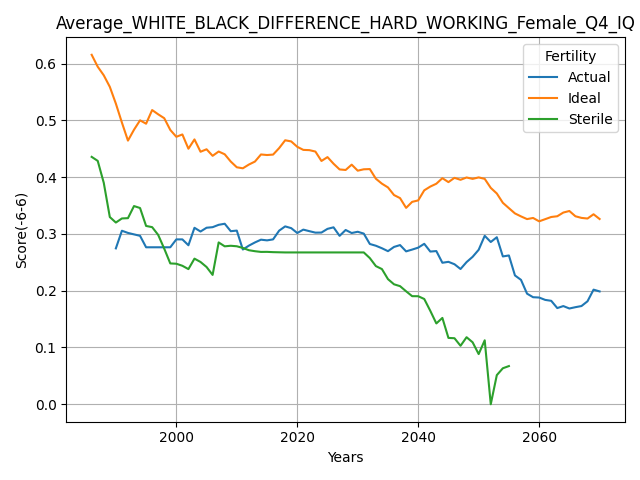 Average_WHITE_BLACK_DIFFERENCE_HARD_WORKING_Female_Q4_IQ
Fertility
Actual
Ideal
Sterile
Score(-6-6)
0.6
0.5
0.4
0.3
0.2
0.1
0.0
2000
2020
2040
2060
Years